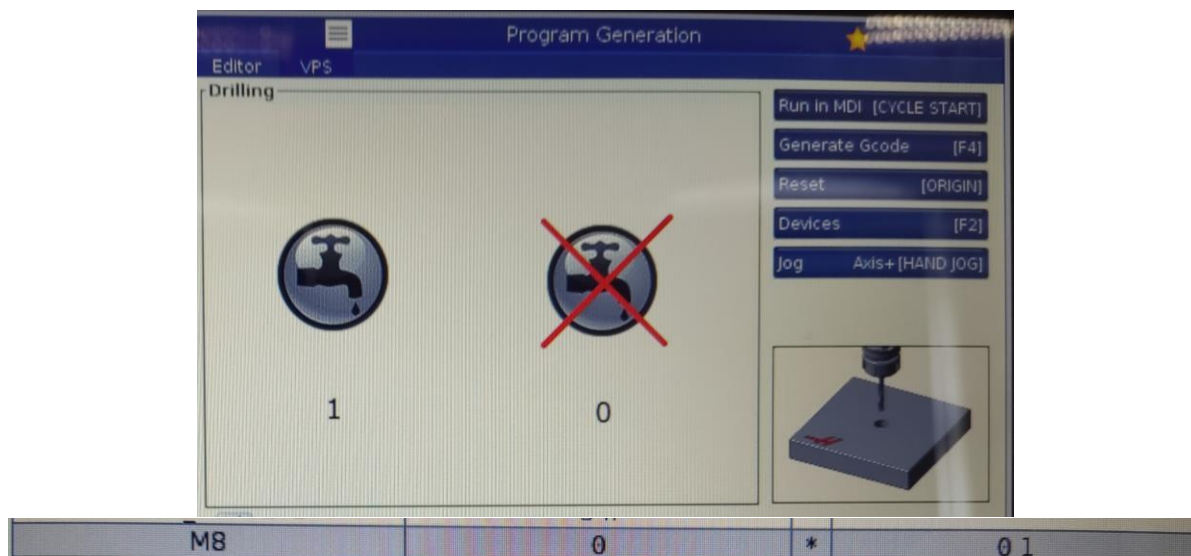 Program Generation
Editor VPS
Drilling
Run in MDI [CYCLE START]
Generate Gcode [F4]
Reset [ORIGIN]
Devices [F2]
Jog Axis+[HAND JOG]
1 0
M8 0 * 0 1